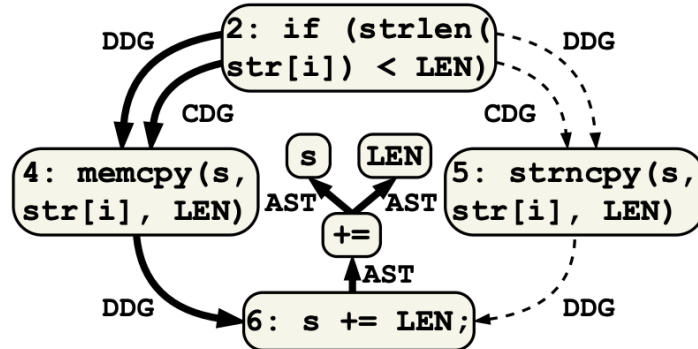 2: if (strlen(
str[i]) < LEN)
DDG
DDG
CDG
CDG
s
LEN
4: memcpy(s,
str[i], LEN)
5: strncpy(s,
str[i], LEN)
AST
AST
+=
AST
DDG
DDG
6: s += LEN;